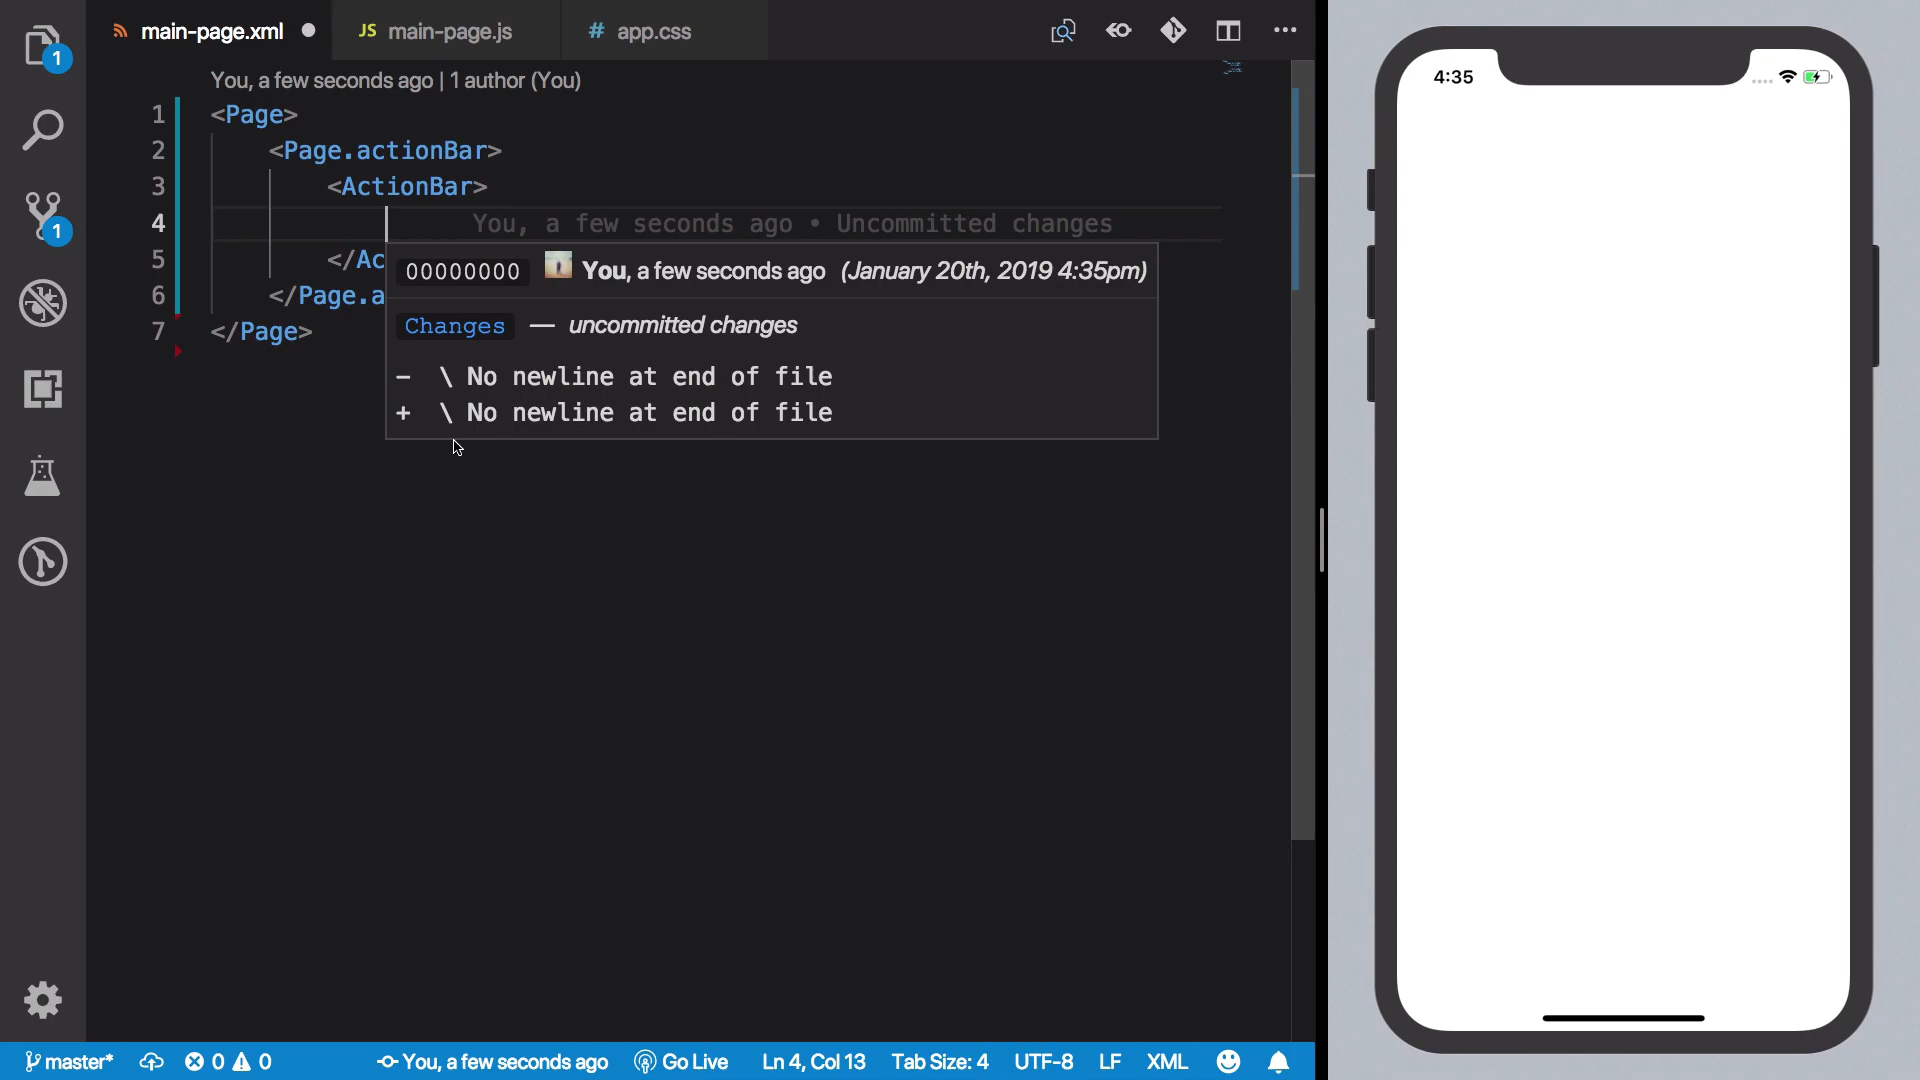 main-page.xml
JS main-page.js
# app.css
1
1
You, a few seconds ago | 1 author (You)
1 <Page>
2 <Page.actionBar>
3 <ActionBar>
4 You, a few seconds ago • Uncommitted changes
5 </Ac
6 </Page.a
7 </Page>
00000000 You, a few seconds ago (January 20th, 2019 4:35pm)
Changes — uncommitted changes
- \ No newline at end of file
+ \ No newline at end of file
master* 0 0 You, a few seconds ago Go Live Ln 4, Col 13 Tab Size: 4 UTF-8 LF XML
4:35